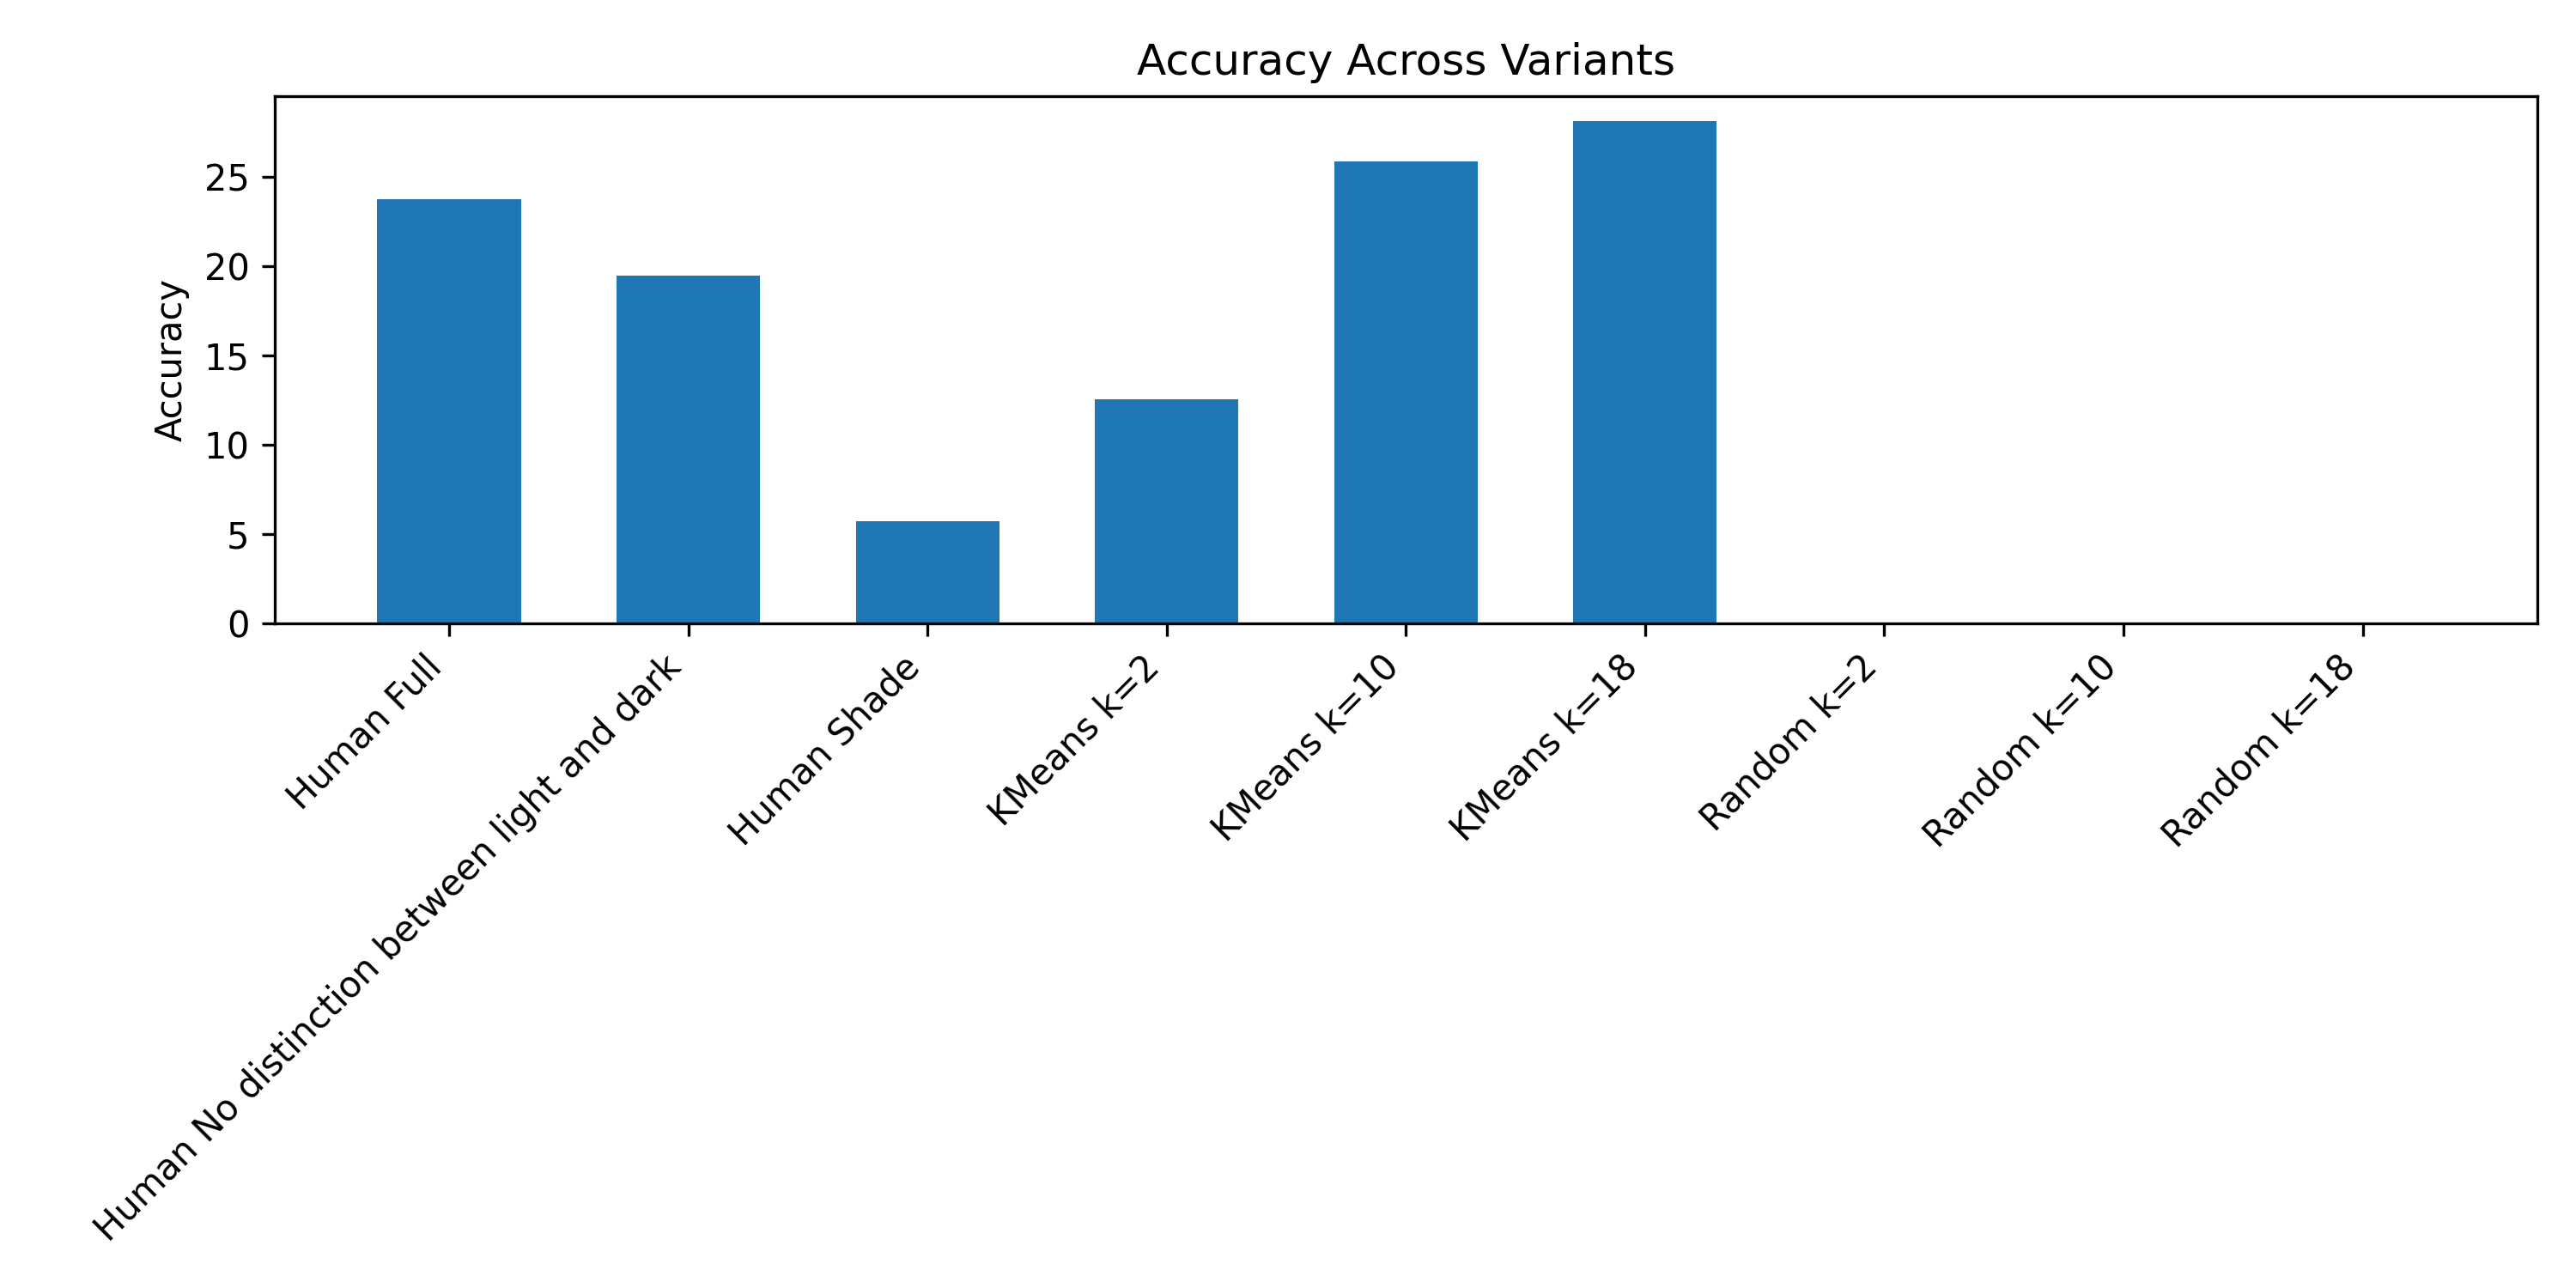 Accuracy Across Variants
Accuracy
25
20
15
10
5
0
Human Full
Human No distinction between light and dark
Human Shade
KMeans k=2
KMeans k=10
KMeans k=18
Random k=2
Random k=10
Random k=18